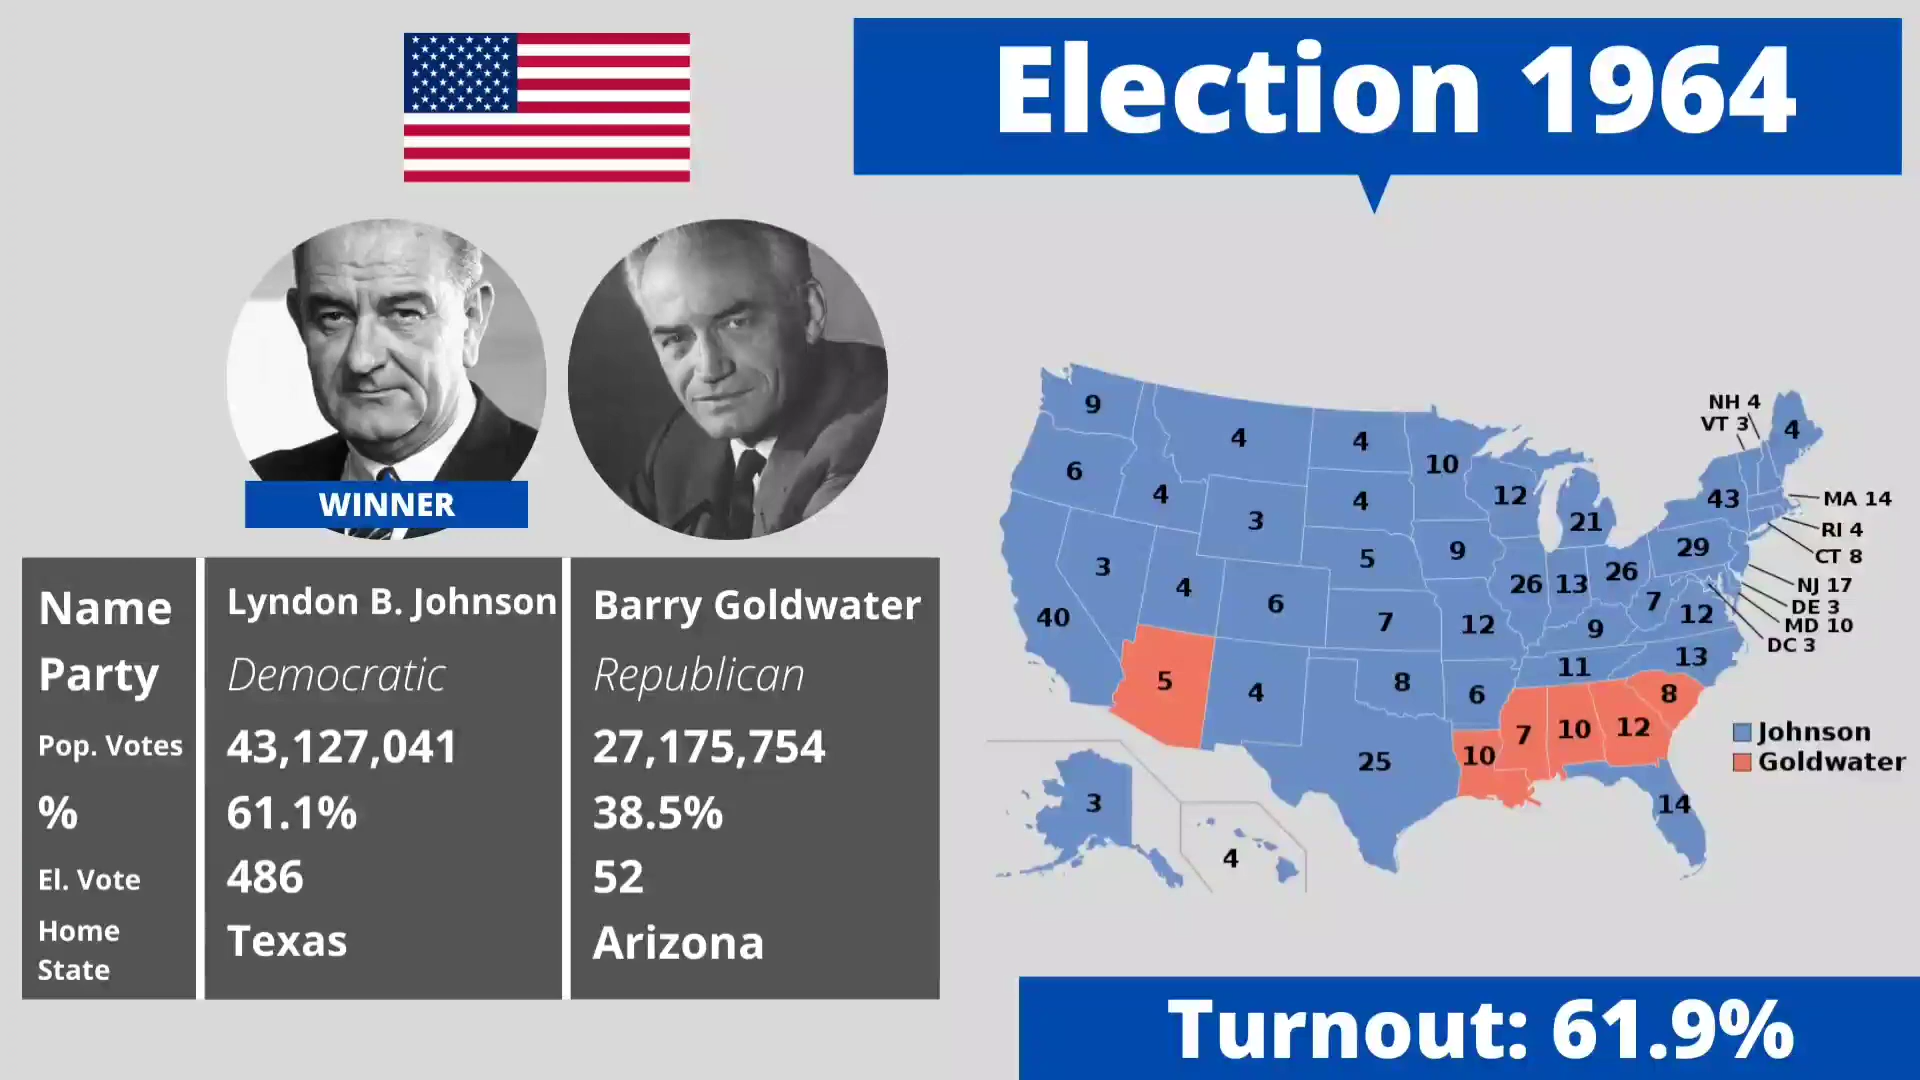 Election 1964
WINNER
Name Lyndon B. Johnson Barry Goldwater
Party Democratic Republican
Pop. Votes 43,127,041 27,175,754
% 61.1% 38.5%
El. Vote 486 52
Home State Texas Arizona
NH 4
VT 3
9
4
4
4
10
6
4
4
12
43
MA 14
3
21
RI 4
9
29
CT 8
3
5
26
13
26
NJ 17
4
6
7
12
DE 3
40
7
12
9
MD 10
DC 3
11
13
5
4
8
6
8
7
10
12
Johnson
25
10
Goldwater
3
14
4
Turnout: 61.9%